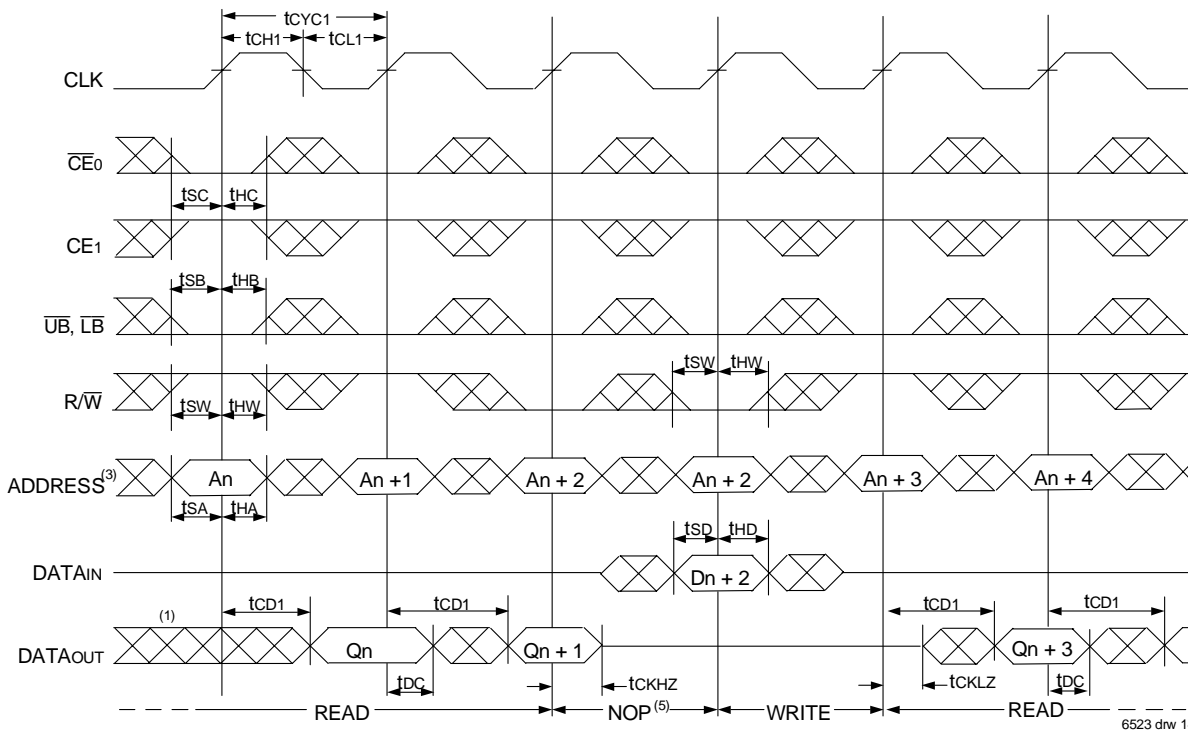 tCYC1
tCH1 tCL1
CLK
CE0
tSC tHC
CE1
tSB tHB
UB, LB
tSW tHW
R/W
tSW tHW
ADDRESS(3) An An +1 An + 2 An + 2 An + 3 An + 4
tSA tHA
tSD tHD
DATAIN Dn + 2
tCD1 tCD1 tCD1 tCD1
(1)
DATAOUT Qn Qn + 1 Qn + 3
tDC tCKHZ tCKLZ tDC
READ NOP(5) WRITE READ
6523 drw 1